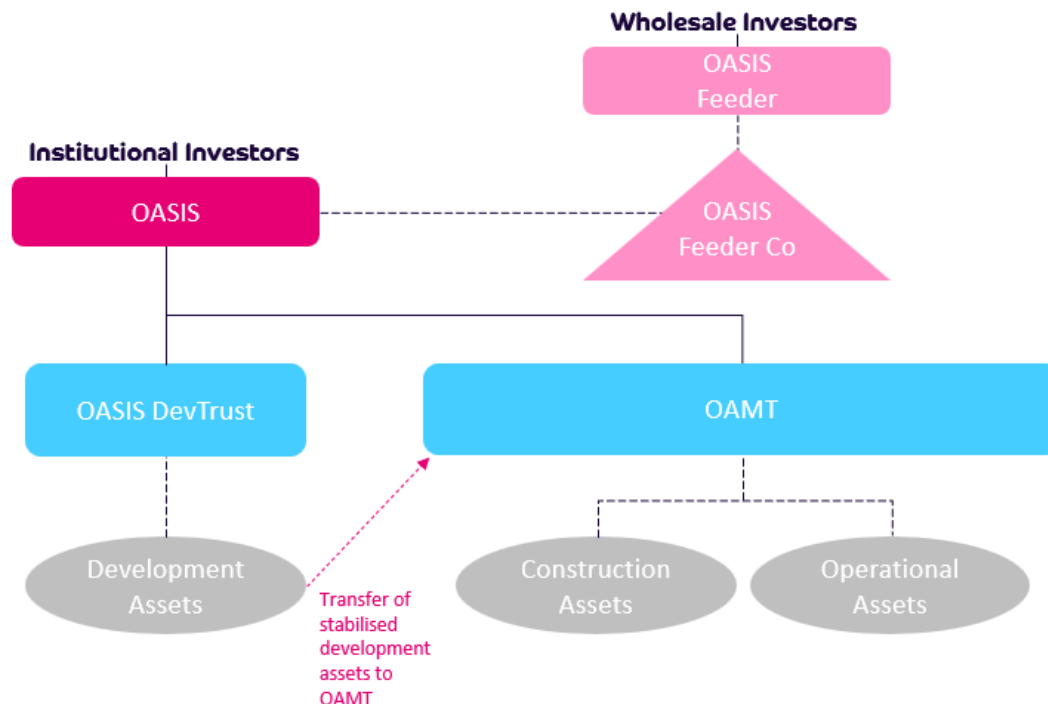 Wholesale Investors
OASIS
Feeder
Institutional Investors
OASIS
OASIS
Feeder Co
OASIS DevTrust
OAMT
Development
Assets
Construction
Assets
Operational
Assets
Transfer of
stabilised
development
assets to
OAMT